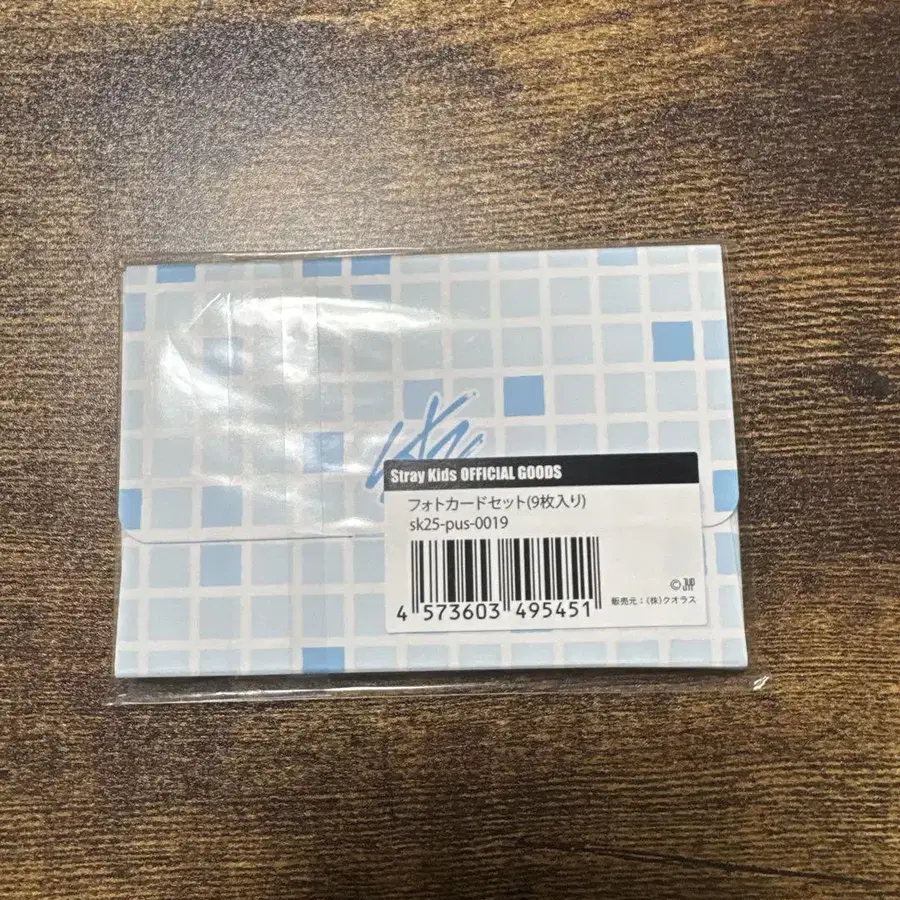 Stray Kids OFFICIAL GOODS
フォトカードセット(9枚入り)
sk25-pus-0019
4 573603 495451
© JYP
販売元：(株)クオラス